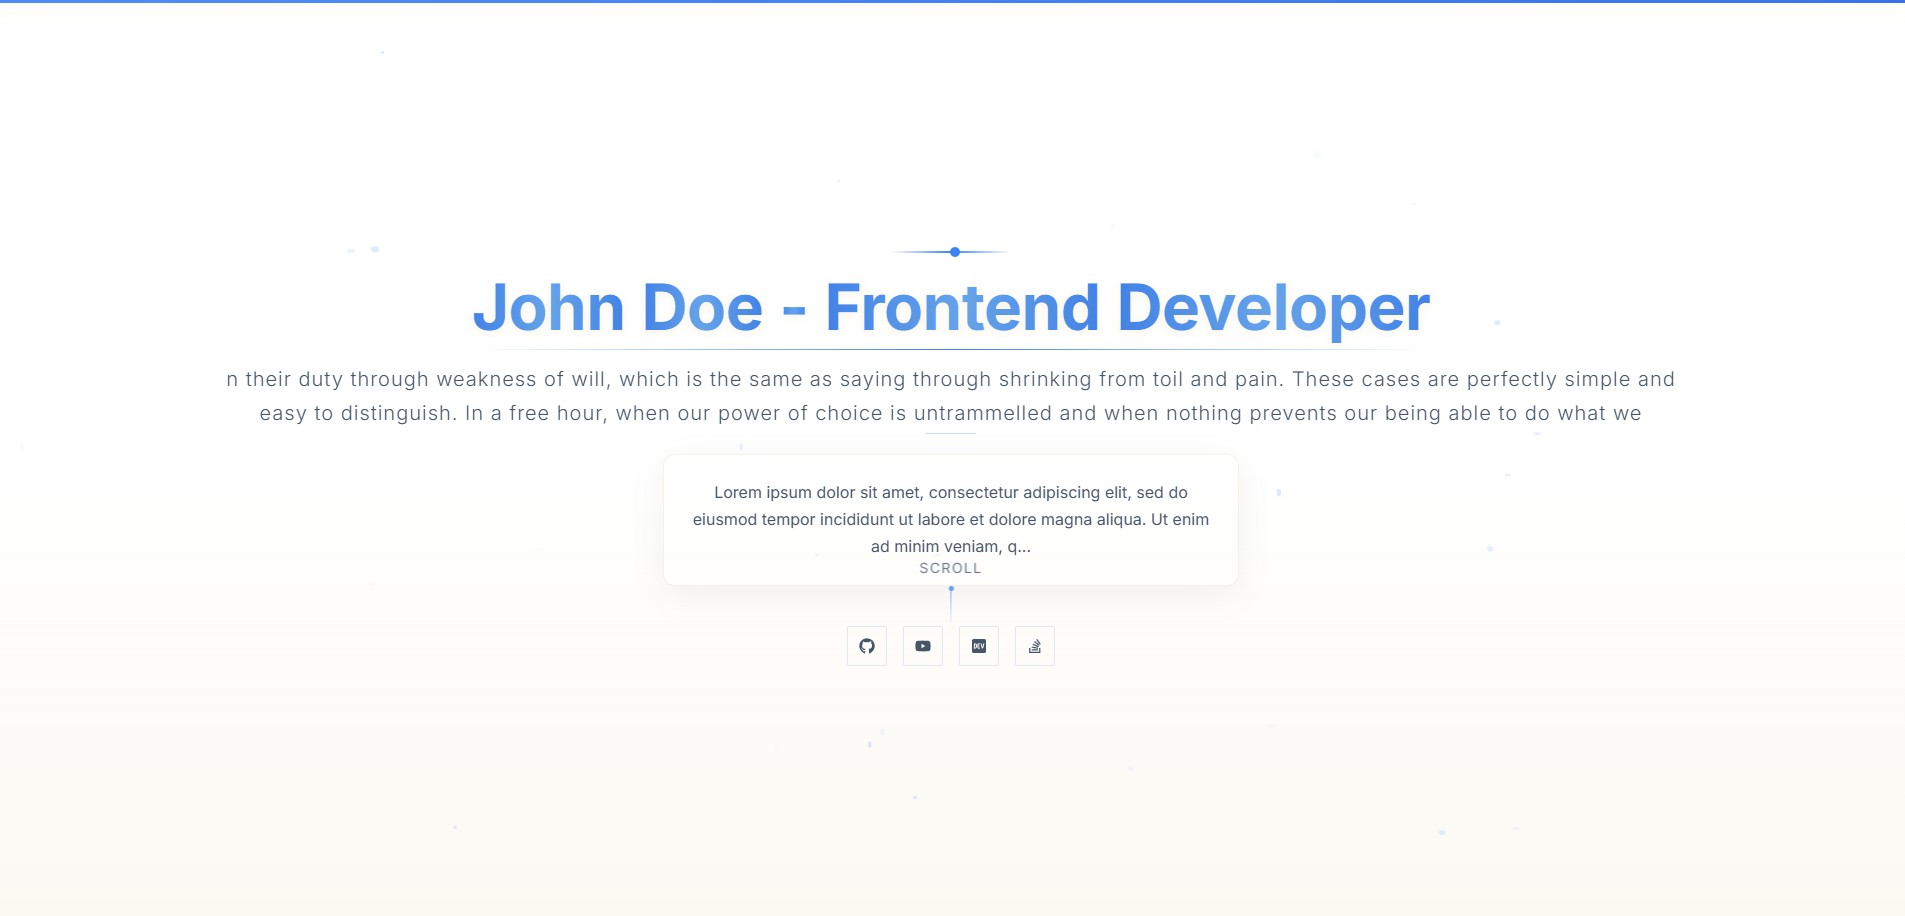 John Doe - Frontend Developer
n their duty through weakness of will, which is the same as saying through shrinking from toil and pain. These cases are perfectly simple and
easy to distinguish. In a free hour, when our power of choice is untrammelled and when nothing prevents our being able to do what we
Lorem ipsum dolor sit amet, consectetur adipiscing elit, sed do
eiusmod tempor incididunt ut labore et dolore magna aliqua. Ut enim
ad minim veniam, q...
SCROLL
DEV